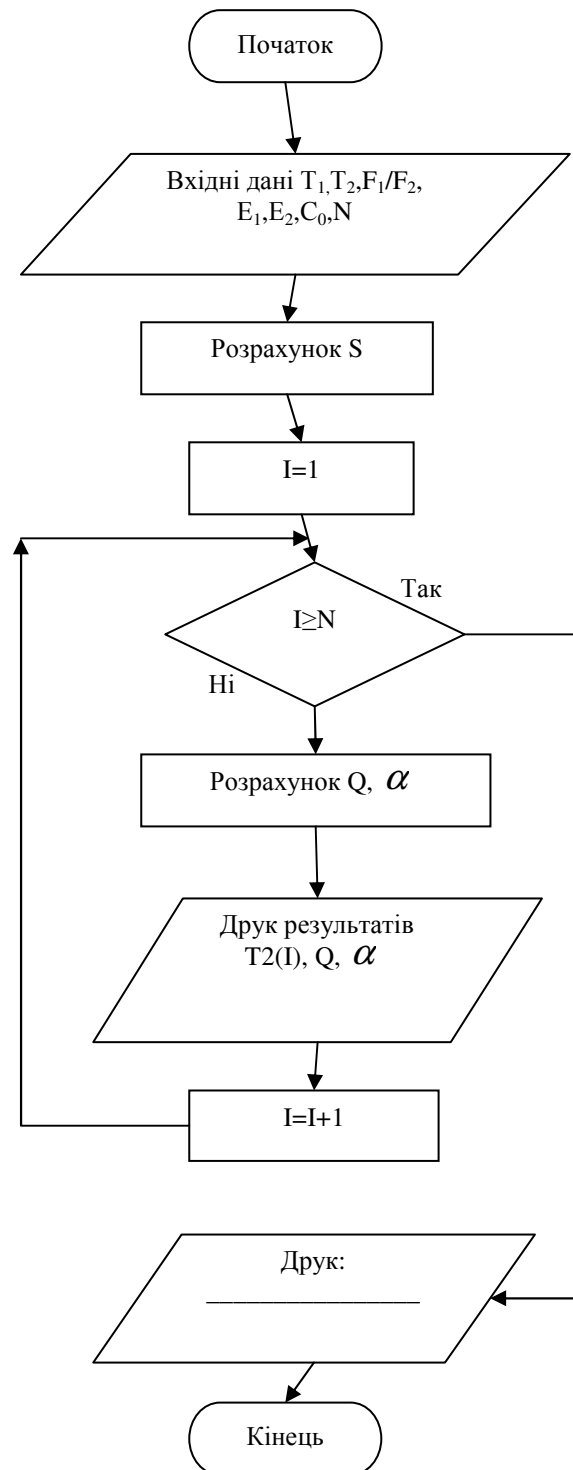 Початок
Вхідні дані T₁,T₂,F₁/F₂,
E₁,E₂,C₀,N
Розрахунок S
I=1
Так
I≥N
Ні
Розрахунок Q, α
Друк результатів
T2(I), Q, α
I=I+1
Друк:
________________
Кінець